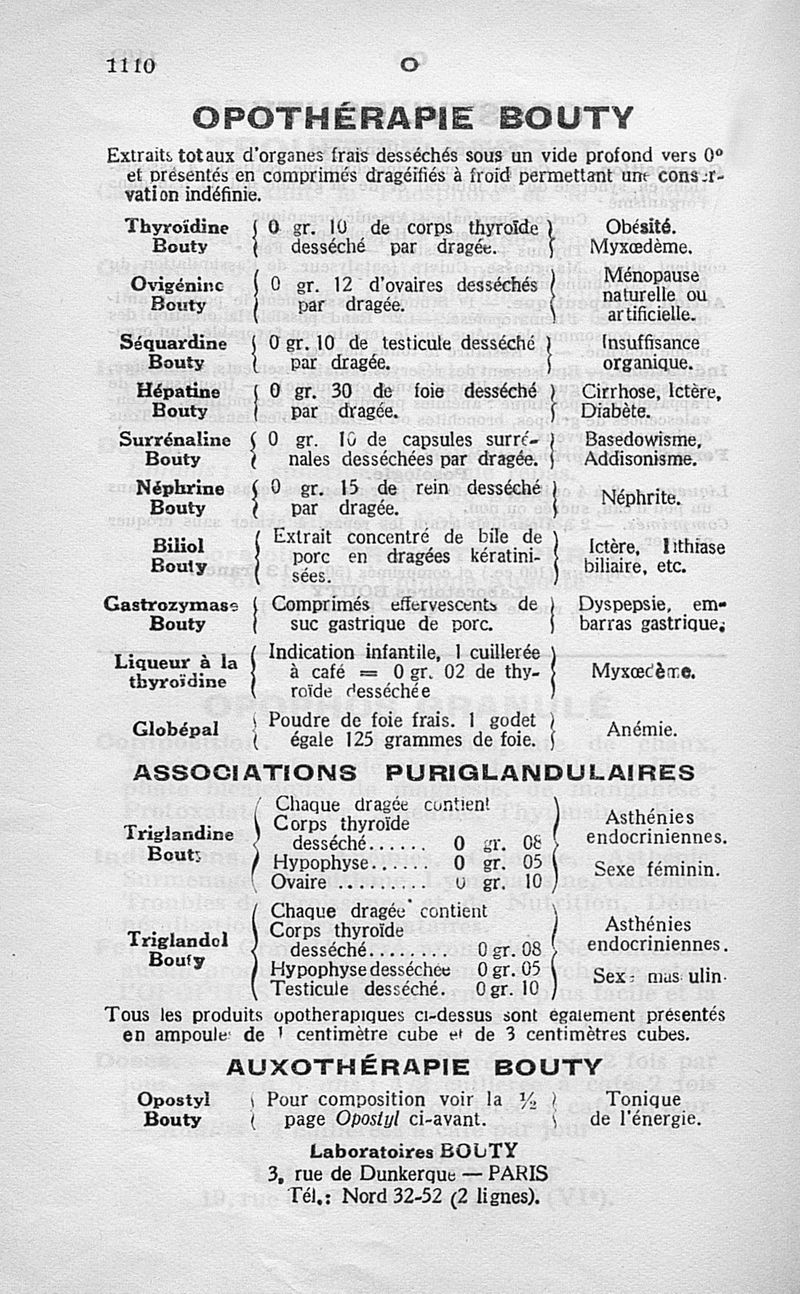 1110 O
OPOTHÉRAPIE BOUTY
Extraits totaux d'organes frais desséchés sous un vide profond vers 0°
et présentés en comprimés dragéifiés à froid permettant une conser-
vation indéfinie.
Thyroïdine Bouty { 0 gr. 10 de corps thyroïde } Obésité.
desséché par dragée. Myxœdème.
Ovigénine Bouty { 0 gr. 12 d'ovaires desséchés } Ménopause
par dragée. naturelle ou
artificielle.
Séquardine Bouty { 0 gr. 10 de testicule desséché } Insuffisance
par dragée. organique.
Hépatine Bouty { 0 gr. 30 de foie desséché } Cirrhose, Ictère,
par dragée. Diabète.
Surrénaline Bouty { 0 gr. 10 de capsules surré- } Basedowisme,
nales desséchées par dragée. Addisonisme.
Néphrine Bouty { 0 gr. 15 de rein desséché } Néphrite.
par dragée.
Biliol Bouty { Extrait concentré de bile de } Ictère, lithiase
porc en dragées kératini- biliaire, etc.
sées.
Gastrozymase Bouty { Comprimés effervescents de } Dyspepsie, em-
suc gastrique de porc. barras gastrique,
Liqueur à la thyroïdine { Indication infantile, 1 cuillerée } Myxœdème.
à café = 0 gr. 02 de thy-
roïde desséchée
Globépal { Poudre de foie frais. 1 godet } Anémie.
égale 125 grammes de foie.
ASSOCIATIONS PURIGLANDULAIRES
Triglandine Bouty { Chaque dragée contient } Asthénies
Corps thyroïde endocriniennes.
desséché...... 0 gr. 08
Hypophyse...... 0 gr. 05 Sexe féminin.
Ovaire ......... 0 gr. 10
Triglandol Bouty { Chaque dragée contient } Asthénies
Corps thyroïde endocriniennes.
desséché........ 0 gr. 08
Hypophyse desséchée 0 gr. 05 Sexe masculin.
Testicule desséché. 0 gr. 10
Tous les produits opothérapiques ci-dessus sont également présentés
en ampoules de 1 centimètre cube et de 3 centimètres cubes.
AUXOTHÉRAPIE BOUTY
Opostyl Bouty { Pour composition voir la ½ } Tonique
page Opostyl ci-avant. de l'énergie.
Laboratoires BOUTY
3, rue de Dunkerque — PARIS
Tél.: Nord 32-52 (2 lignes).